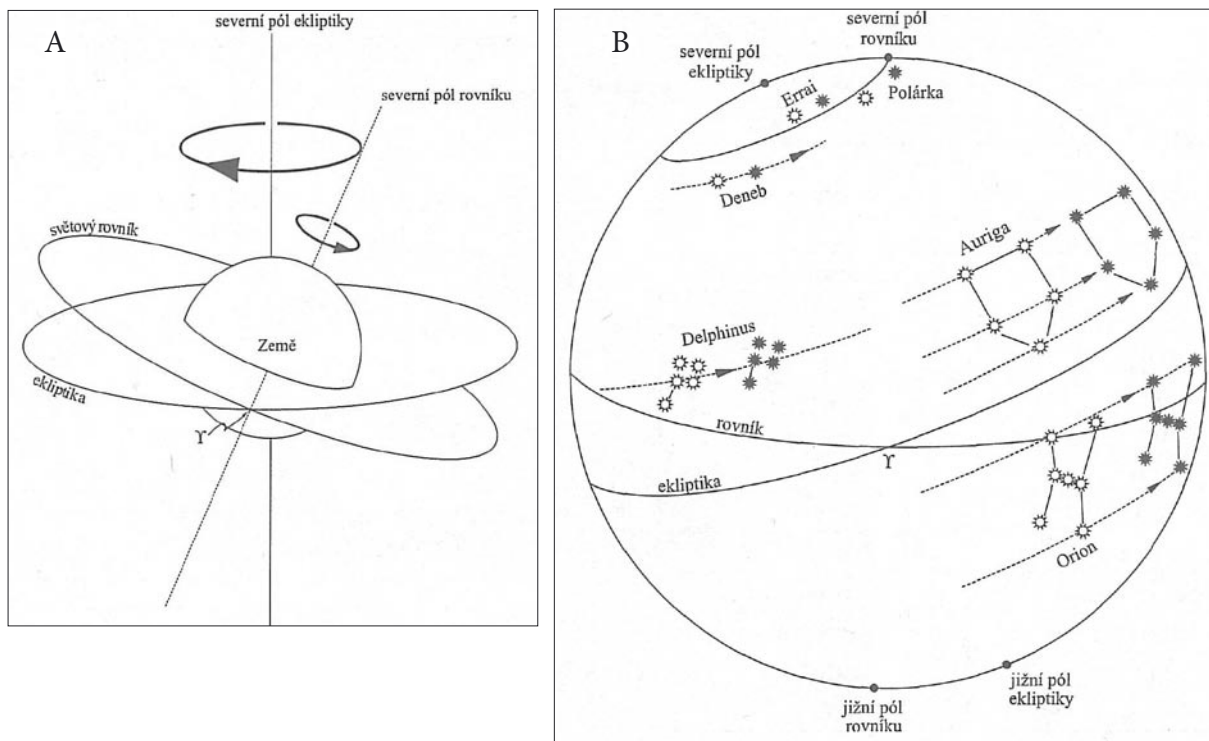 A
severní pól ekliptiky
severní pól rovníku
světový rovník
Země
ekliptika
♈
B
severní pól
rovníku
severní pól
ekliptiky
Errai
Polárka
Deneb
Auriga
Delphinus
rovník
♈
ekliptika
Orion
jižní pól
ekliptiky
jižní pól
rovníku